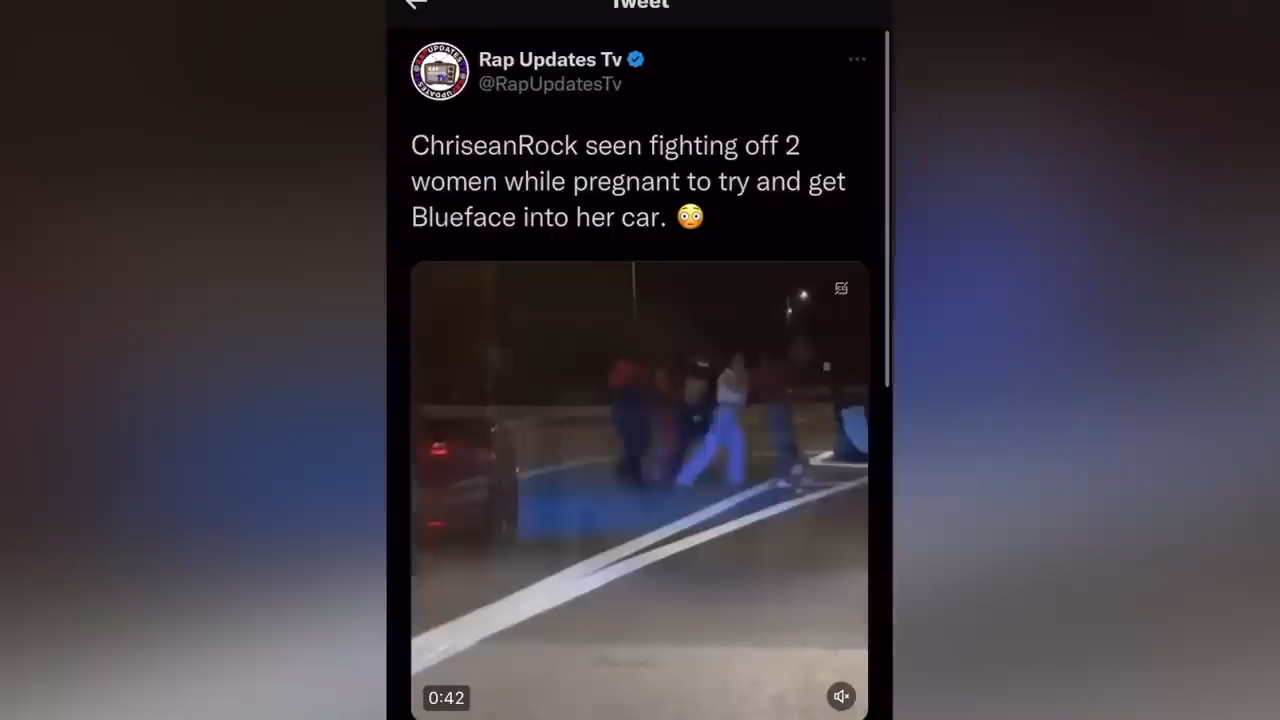 Tweet
Rap Updates Tv
@RapUpdatesTv
ChriseanRock seen fighting off 2
women while pregnant to try and get
Blueface into her car. 😳
0:42